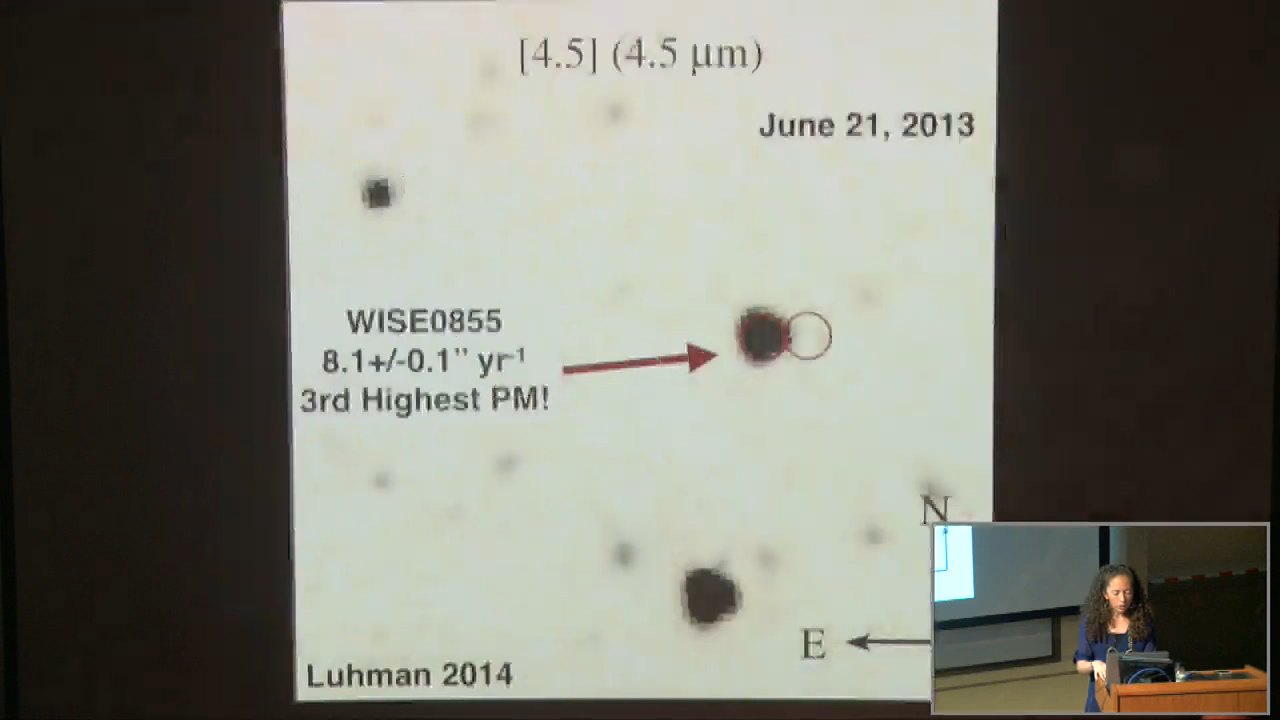 [4.5] (4.5 μm)
June 21, 2013
WISE0855
8.1+/-0.1" yr-1
3rd Highest PM!
N
E
Luhman 2014